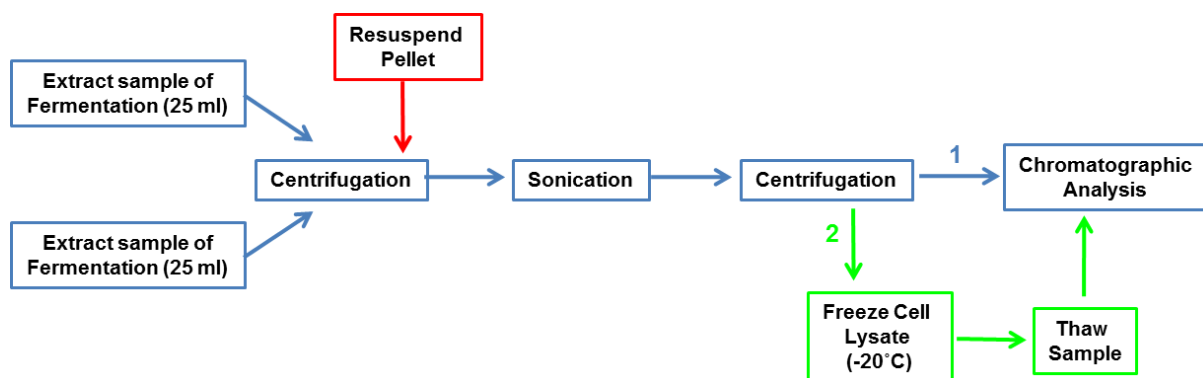 Resuspend
Pellet
Extract sample of
Fermentation (25 ml)
Centrifugation
Sonication
Centrifugation
1
Chromatographic
Analysis
Extract sample of
Fermentation (25 ml)
2
Freeze Cell
Lysate
(-20˚C)
Thaw
Sample